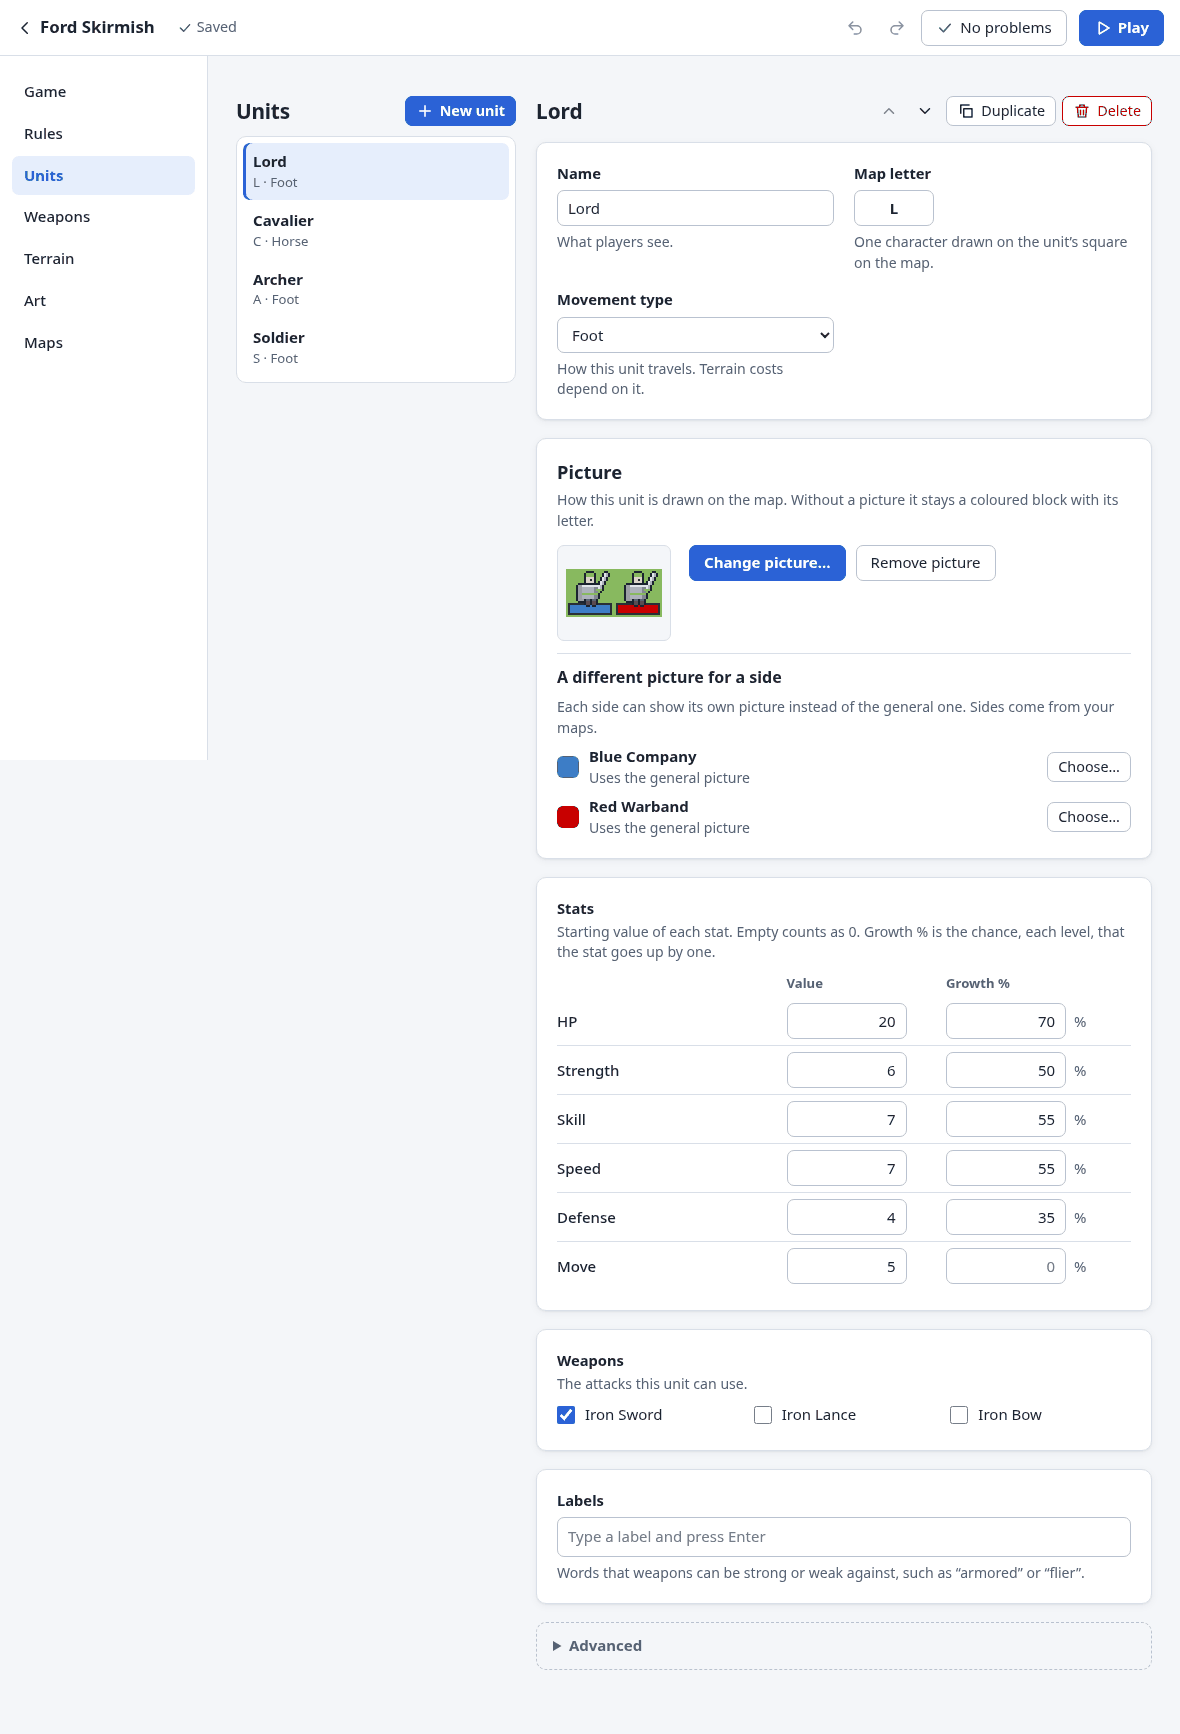 Ford Skirmish
Saved
No problems
Play
Game
Rules
Units
Weapons
Terrain
Art
Maps
Units
New unit
Lord
L · Foot
Cavalier
C · Horse
Archer
A · Foot
Soldier
S · Foot
Lord
Duplicate
Delete
Name
Lord
What players see.
Map letter
L
One character drawn on the unit’s square
on the map.
Movement type
Foot
How this unit travels. Terrain costs
depend on it.
Picture
How this unit is drawn on the map. Without a picture it stays a coloured block with its
letter.
Change picture…
Remove picture
A different picture for a side
Each side can show its own picture instead of the general one. Sides come from your
maps.
Blue Company
Uses the general picture
Choose…
Red Warband
Uses the general picture
Choose…
Stats
Starting value of each stat. Empty counts as 0. Growth % is the chance, each level, that
the stat goes up by one.
Value Growth %
HP 20 70 %
Strength 6 50 %
Skill 7 55 %
Speed 7 55 %
Defense 4 35 %
Move 5 0 %
Weapons
The attacks this unit can use.
Iron Sword Iron Lance Iron Bow
Labels
Type a label and press Enter
Words that weapons can be strong or weak against, such as “armored” or “flier”.
Advanced